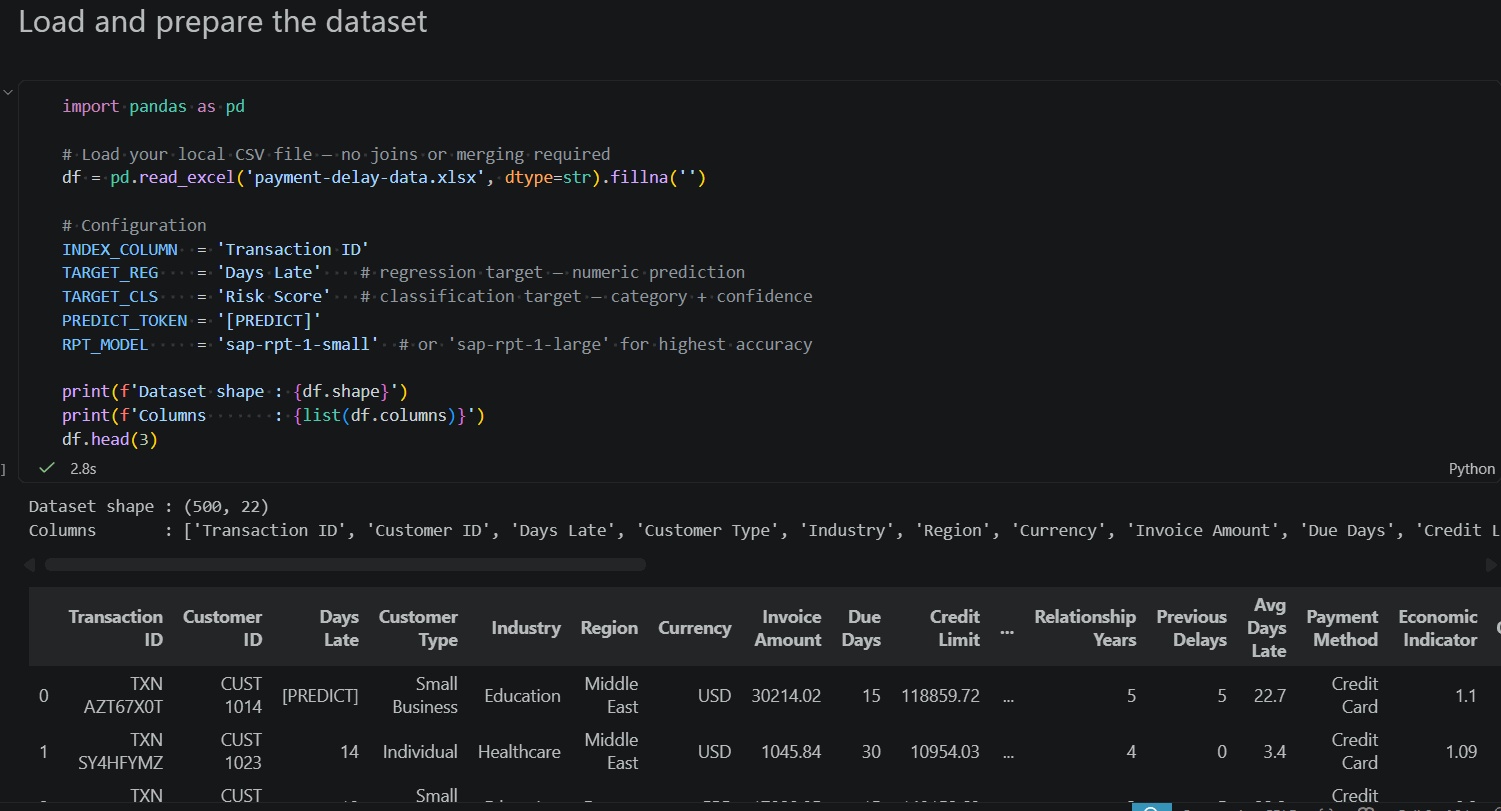 Load and prepare the dataset
import pandas as pd
# Load your local CSV file — no joins or merging required
df = pd.read_excel('payment-delay-data.xlsx', dtype=str).fillna('')
# Configuration
INDEX_COLUMN  = 'Transaction ID'
TARGET_REG    = 'Days Late'    # regression target — numeric prediction
TARGET_CLS    = 'Risk Score'   # classification target — category + confidence
PREDICT_TOKEN = '[PREDICT]'
RPT_MODEL     = 'sap-rpt-1-small'  # or 'sap-rpt-1-large' for highest accuracy
print(f'Dataset shape : {df.shape}')
print(f'Columns       : {list(df.columns)}')
df.head(3)
] 2.8s Python
Dataset shape : (500, 22)
Columns       : ['Transaction ID', 'Customer ID', 'Days Late', 'Customer Type', 'Industry', 'Region', 'Currency', 'Invoice Amount', 'Due Days', 'Credit L
Transaction ID Customer ID Days Late Customer Type Industry Region Currency Invoice Amount Due Days Credit Limit ... Relationship Years Previous Delays Avg Days Late Payment Method Economic Indicator
0 TXN AZT67X0T CUST 1014 [PREDICT] Small Business Education Middle East USD 30214.02 15 118859.72 ... 5 5 22.7 Credit Card 1.1
1 TXN SY4HFYMZ CUST 1023 14 Individual Healthcare Middle East USD 1045.84 30 10954.03 ... 4 0 3.4 Credit Card 1.09
TXN CUST Small Credit